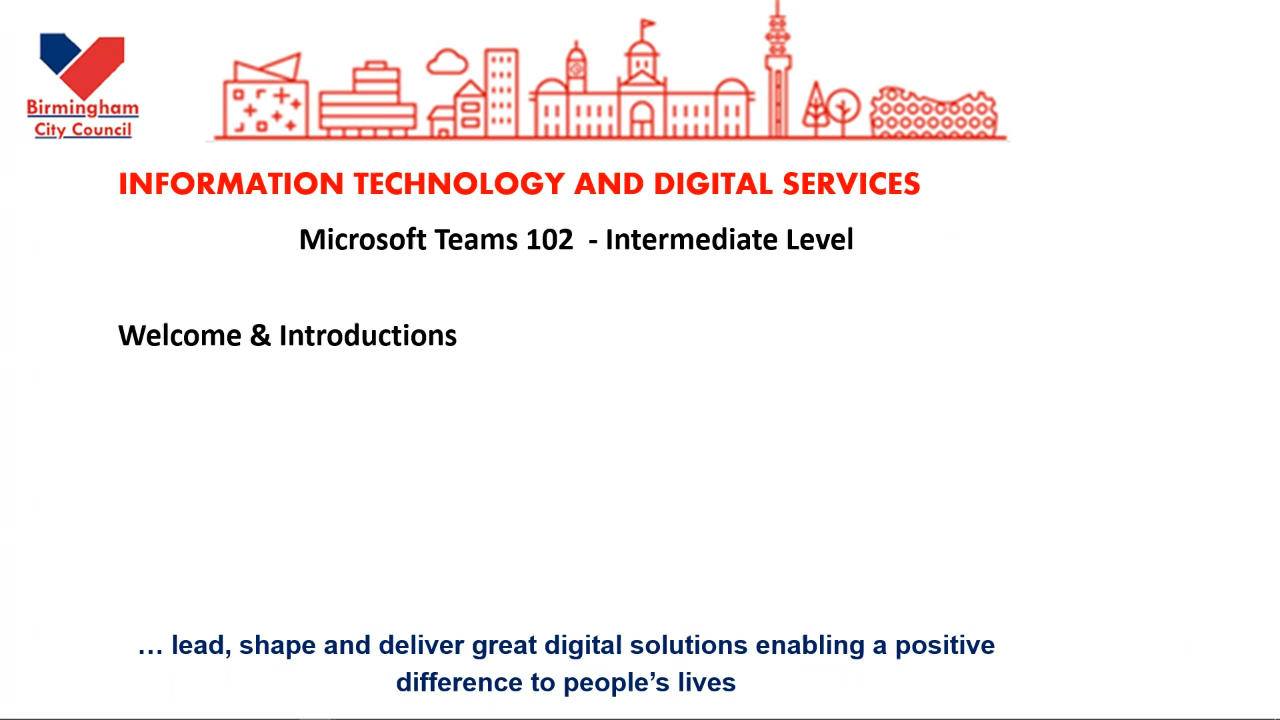 Birmingham
City Council
INFORMATION TECHNOLOGY AND DIGITAL SERVICES
Microsoft Teams 102 - Intermediate Level
Welcome & Introductions
… lead, shape and deliver great digital solutions enabling a positive
difference to people’s lives